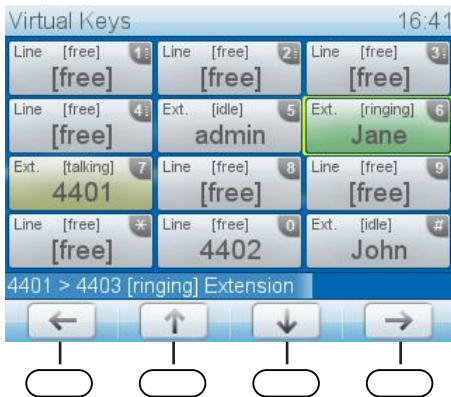 Virtual Keys 16:41
Line [free] 1 Line [free] 2 Line [free] 3
[free] [free] [free]
Line [free] 4 Ext. [idle] 5 Ext. [ringing] 6
[free] admin Jane
Ext. [talking] 7 Line [free] 8 Line [free] 9
4401 [free] [free]
Line [free] * Line [free] 0 Ext. [idle] #
[free] 4402 John
4401 > 4403 [ringing] Extension